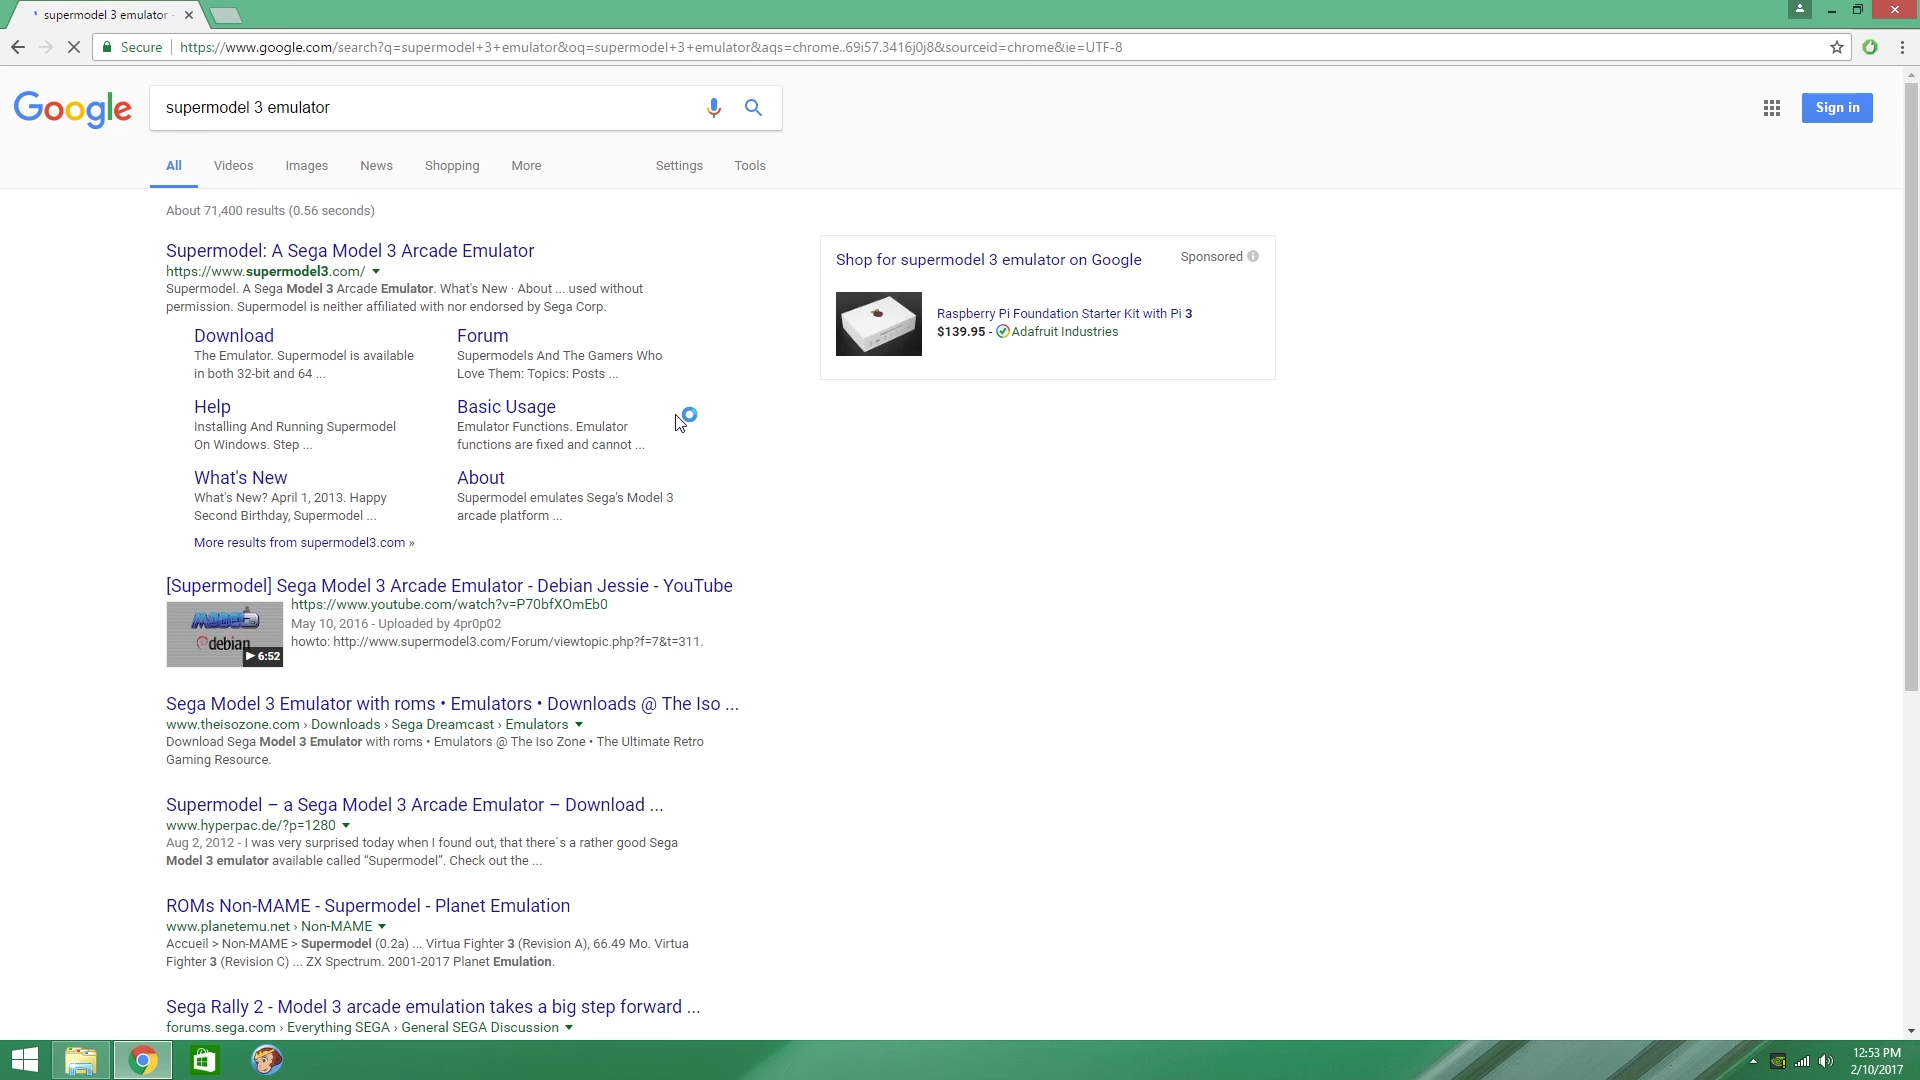 supermodel 3 emulator -
Secure
https://www.google.com/search?q=supermodel+3+emulator&oq=supermodel+3+emulator&aqs=chrome..69i57.3416j0j8&sourceid=chrome&ie=UTF-8
Google
supermodel 3 emulator
Sign in
All Videos Images News Shopping More Settings Tools
About 71,400 results (0.56 seconds)
Supermodel: A Sega Model 3 Arcade Emulator
https://www.supermodel3.com/
Supermodel. A Sega Model 3 Arcade Emulator. What's New · About ... used without
permission. Supermodel is neither affiliated with nor endorsed by Sega Corp.
Download
The Emulator. Supermodel is available
in both 32-bit and 64 ...
Forum
Supermodels And The Gamers Who
Love Them: Topics: Posts ...
Help
Installing And Running Supermodel
On Windows. Step ...
Basic Usage
Emulator Functions. Emulator
functions are fixed and cannot ...
What's New
What's New? April 1, 2013. Happy
Second Birthday, Supermodel ...
About
Supermodel emulates Sega's Model 3
arcade platform ...
More results from supermodel3.com »
Shop for supermodel 3 emulator on Google
Sponsored
Raspberry Pi Foundation Starter Kit with Pi 3
$139.95 - Adafruit Industries
[Supermodel] Sega Model 3 Arcade Emulator - Debian Jessie - YouTube
https://www.youtube.com/watch?v=P70bfXOmEb0
May 10, 2016 - Uploaded by 4pr0p02
howto: http://www.supermodel3.com/Forum/viewtopic.php?f=7&t=311.
MODEL3
debian
6:52
Sega Model 3 Emulator with roms • Emulators • Downloads @ The Iso ...
www.theisozone.com › Downloads › Sega Dreamcast › Emulators
Download Sega Model 3 Emulator with roms • Emulators @ The Iso Zone • The Ultimate Retro
Gaming Resource.
Supermodel – a Sega Model 3 Arcade Emulator – Download ...
www.hyperpac.de/?p=1280
Aug 2, 2012 - I was very surprised today when I found out, that there´s a rather good Sega
Model 3 emulator available called “Supermodel”. Check out the ...
ROMs Non-MAME - Supermodel - Planet Emulation
www.planetemu.net › Non-MAME
Accueil > Non-MAME > Supermodel (0.2a) ... Virtua Fighter 3 (Revision A), 66.49 Mo. Virtua
Fighter 3 (Revision C) ... ZX Spectrum. 2001-2017 Planet Emulation.
Sega Rally 2 - Model 3 arcade emulation takes a big step forward ...
forums.sega.com › Everything SEGA › General SEGA Discussion
12:53 PM
2/10/2017